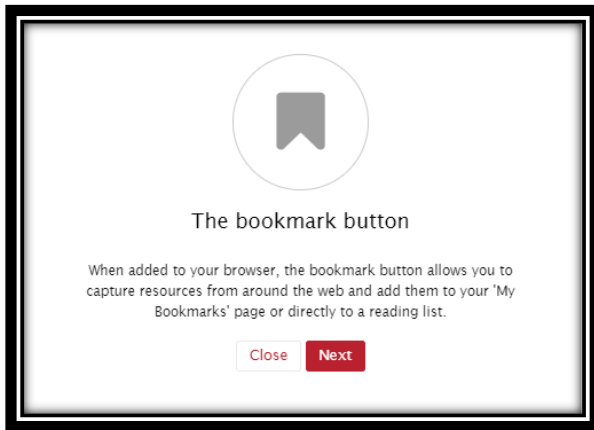 The bookmark button
When added to your browser, the bookmark button allows you to
capture resources from around the web and add them to your 'My
Bookmarks' page or directly to a reading list.
Close Next